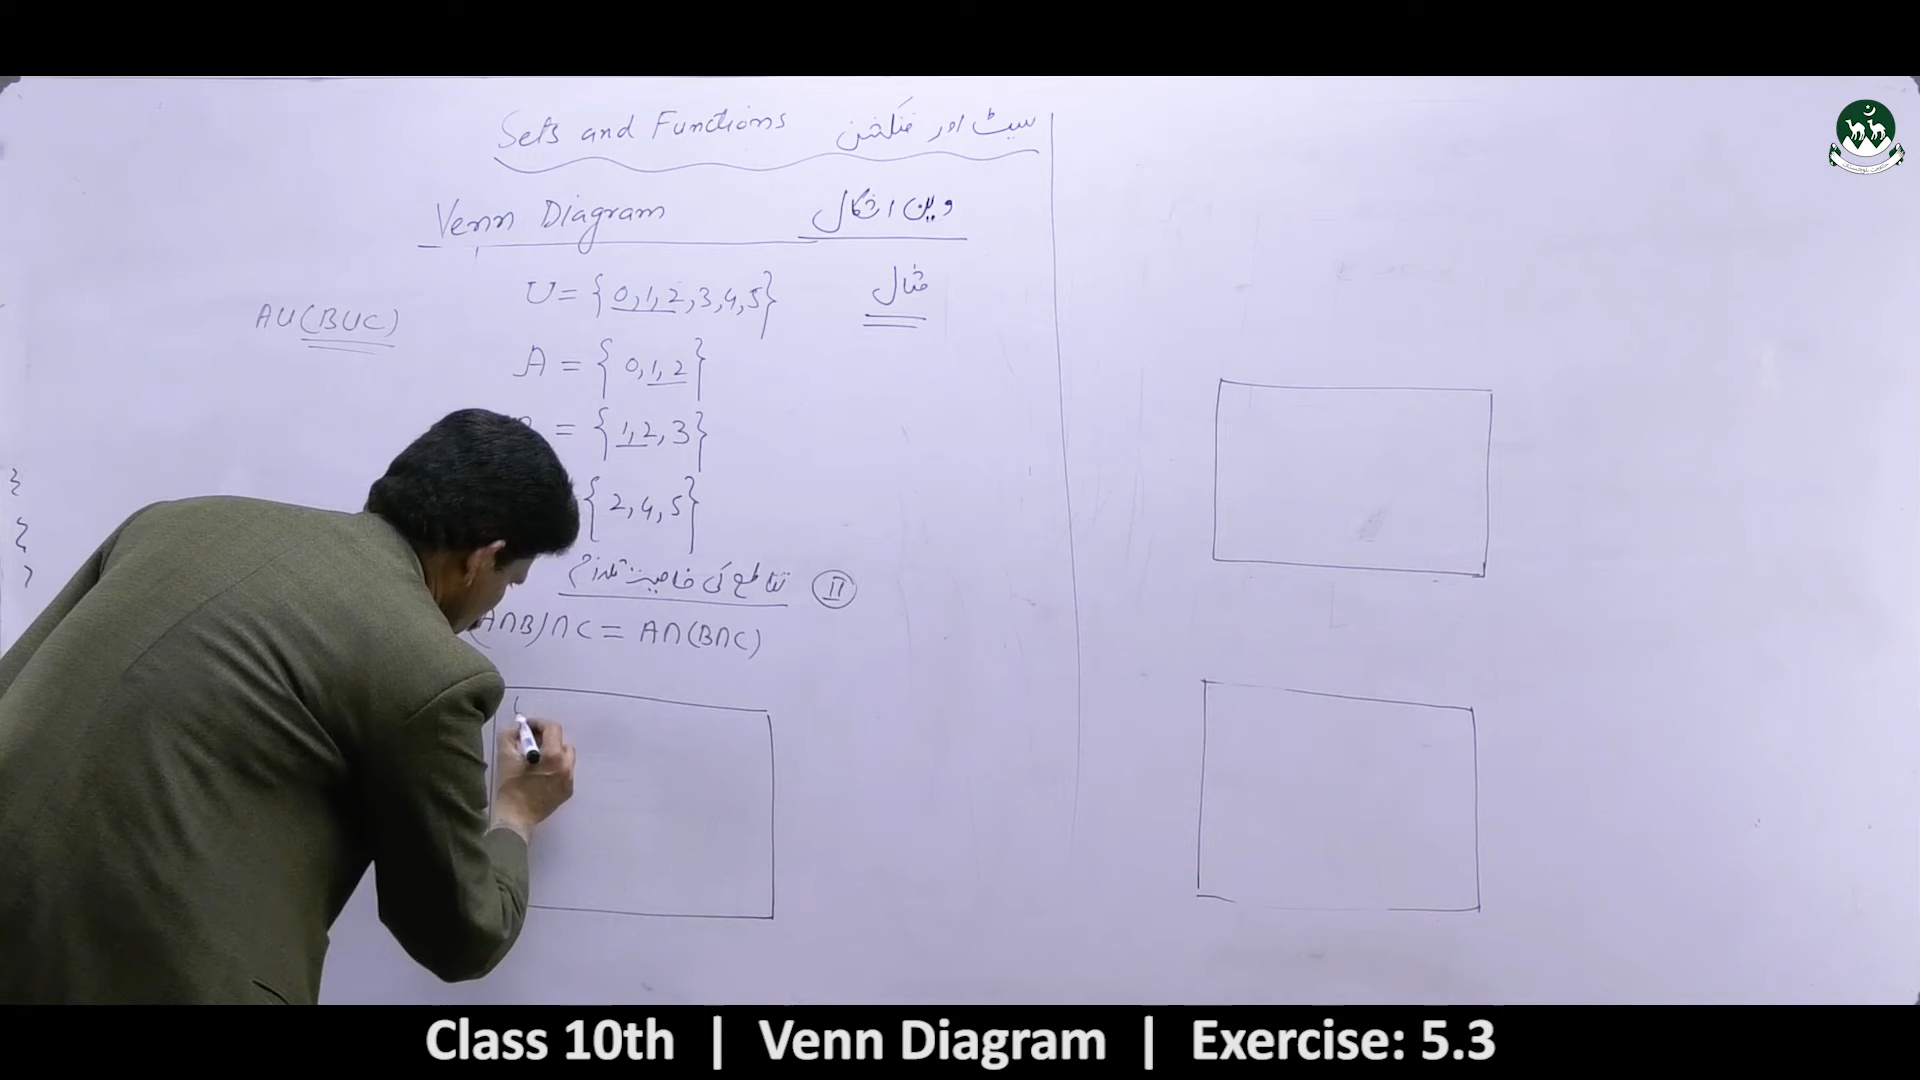 Sets and Functions سیٹ اور فنکشن
Venn Diagram وین اشکال
U = {0,1,2,3,4,5} مثال
AU(BUC)
A = {0,1,2}
= {1,2,3}
{2,4,5}
تقاطع کی خاصیت تلازم II
(A∩B)∩C = A∩(B∩C)
Class 10th | Venn Diagram | Exercise: 5.3